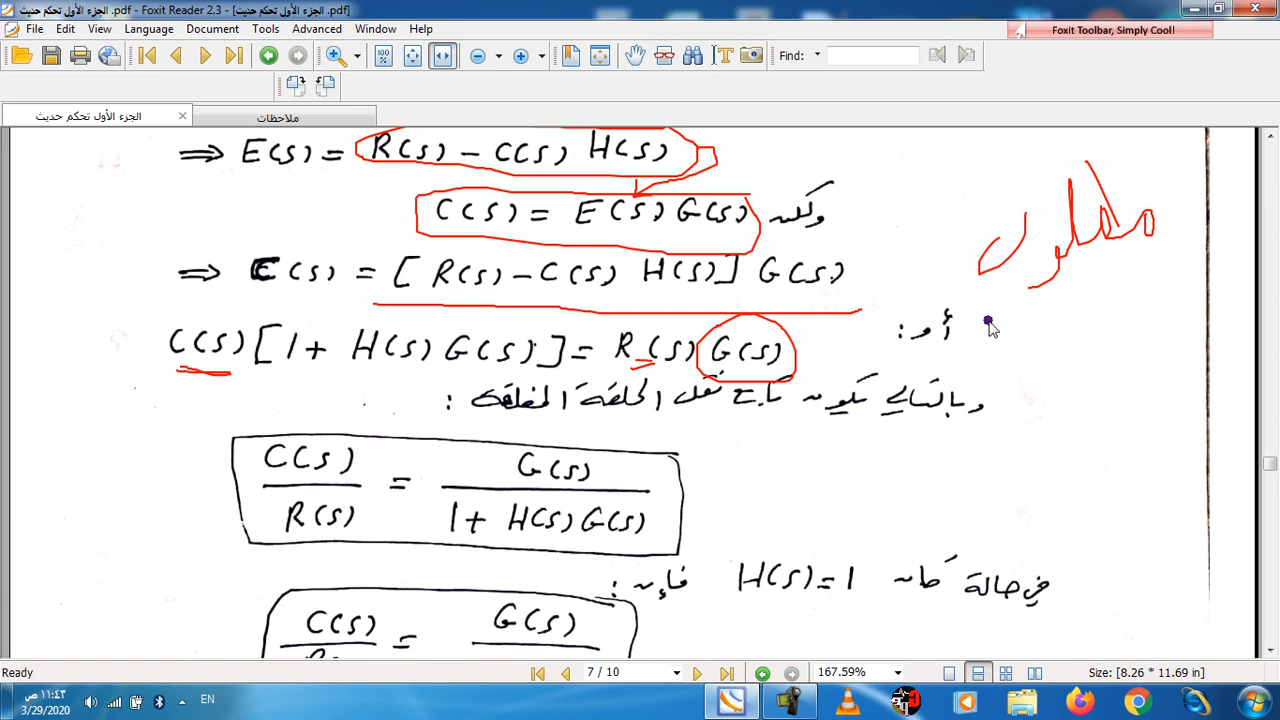 الجزء الأول تحكم حديث .pdf - Foxit Reader 2.3 - [الجزء الأول تحكم حديث .pdf]
File Edit View Language Document Tools Advanced Window Help
Foxit Toolbar, Simply Cool!
Find:
الجزء الأول تحكم حديث
ملاحظات
⇒ E(s) = R(s) - C(s) H(s)
ولكن C(s) = E(s) G(s)
⇒ C(s) = [ R(s) - C(s) H(s) ] G(s)
أو :
C(s) [ 1 + H(s) G(s) ] = R(s) G(s)
وبالتالي يكون تابع نقل الحلقة المغلقة :
C(s) / R(s) = G(s) / 1 + H(s) G(s)
في حالة كان H(s) = 1 فإن :
C(s) = G(s)
Ready
7 / 10
167.59%
Size: [8.26 * 11.69 in]
EN
١١:٤٣ ص
3/29/2020